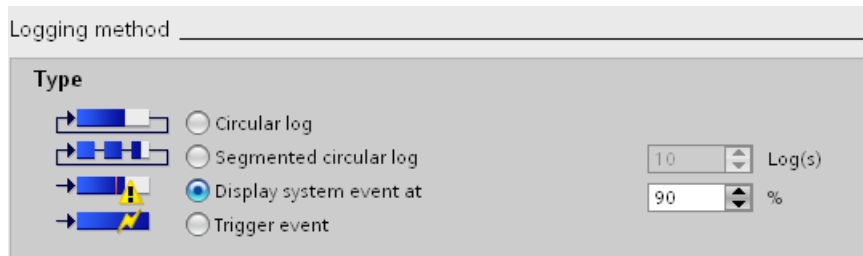 Logging method
Type
Circular log
Segmented circular log 10 Log(s)
Display system event at 90 %
Trigger event